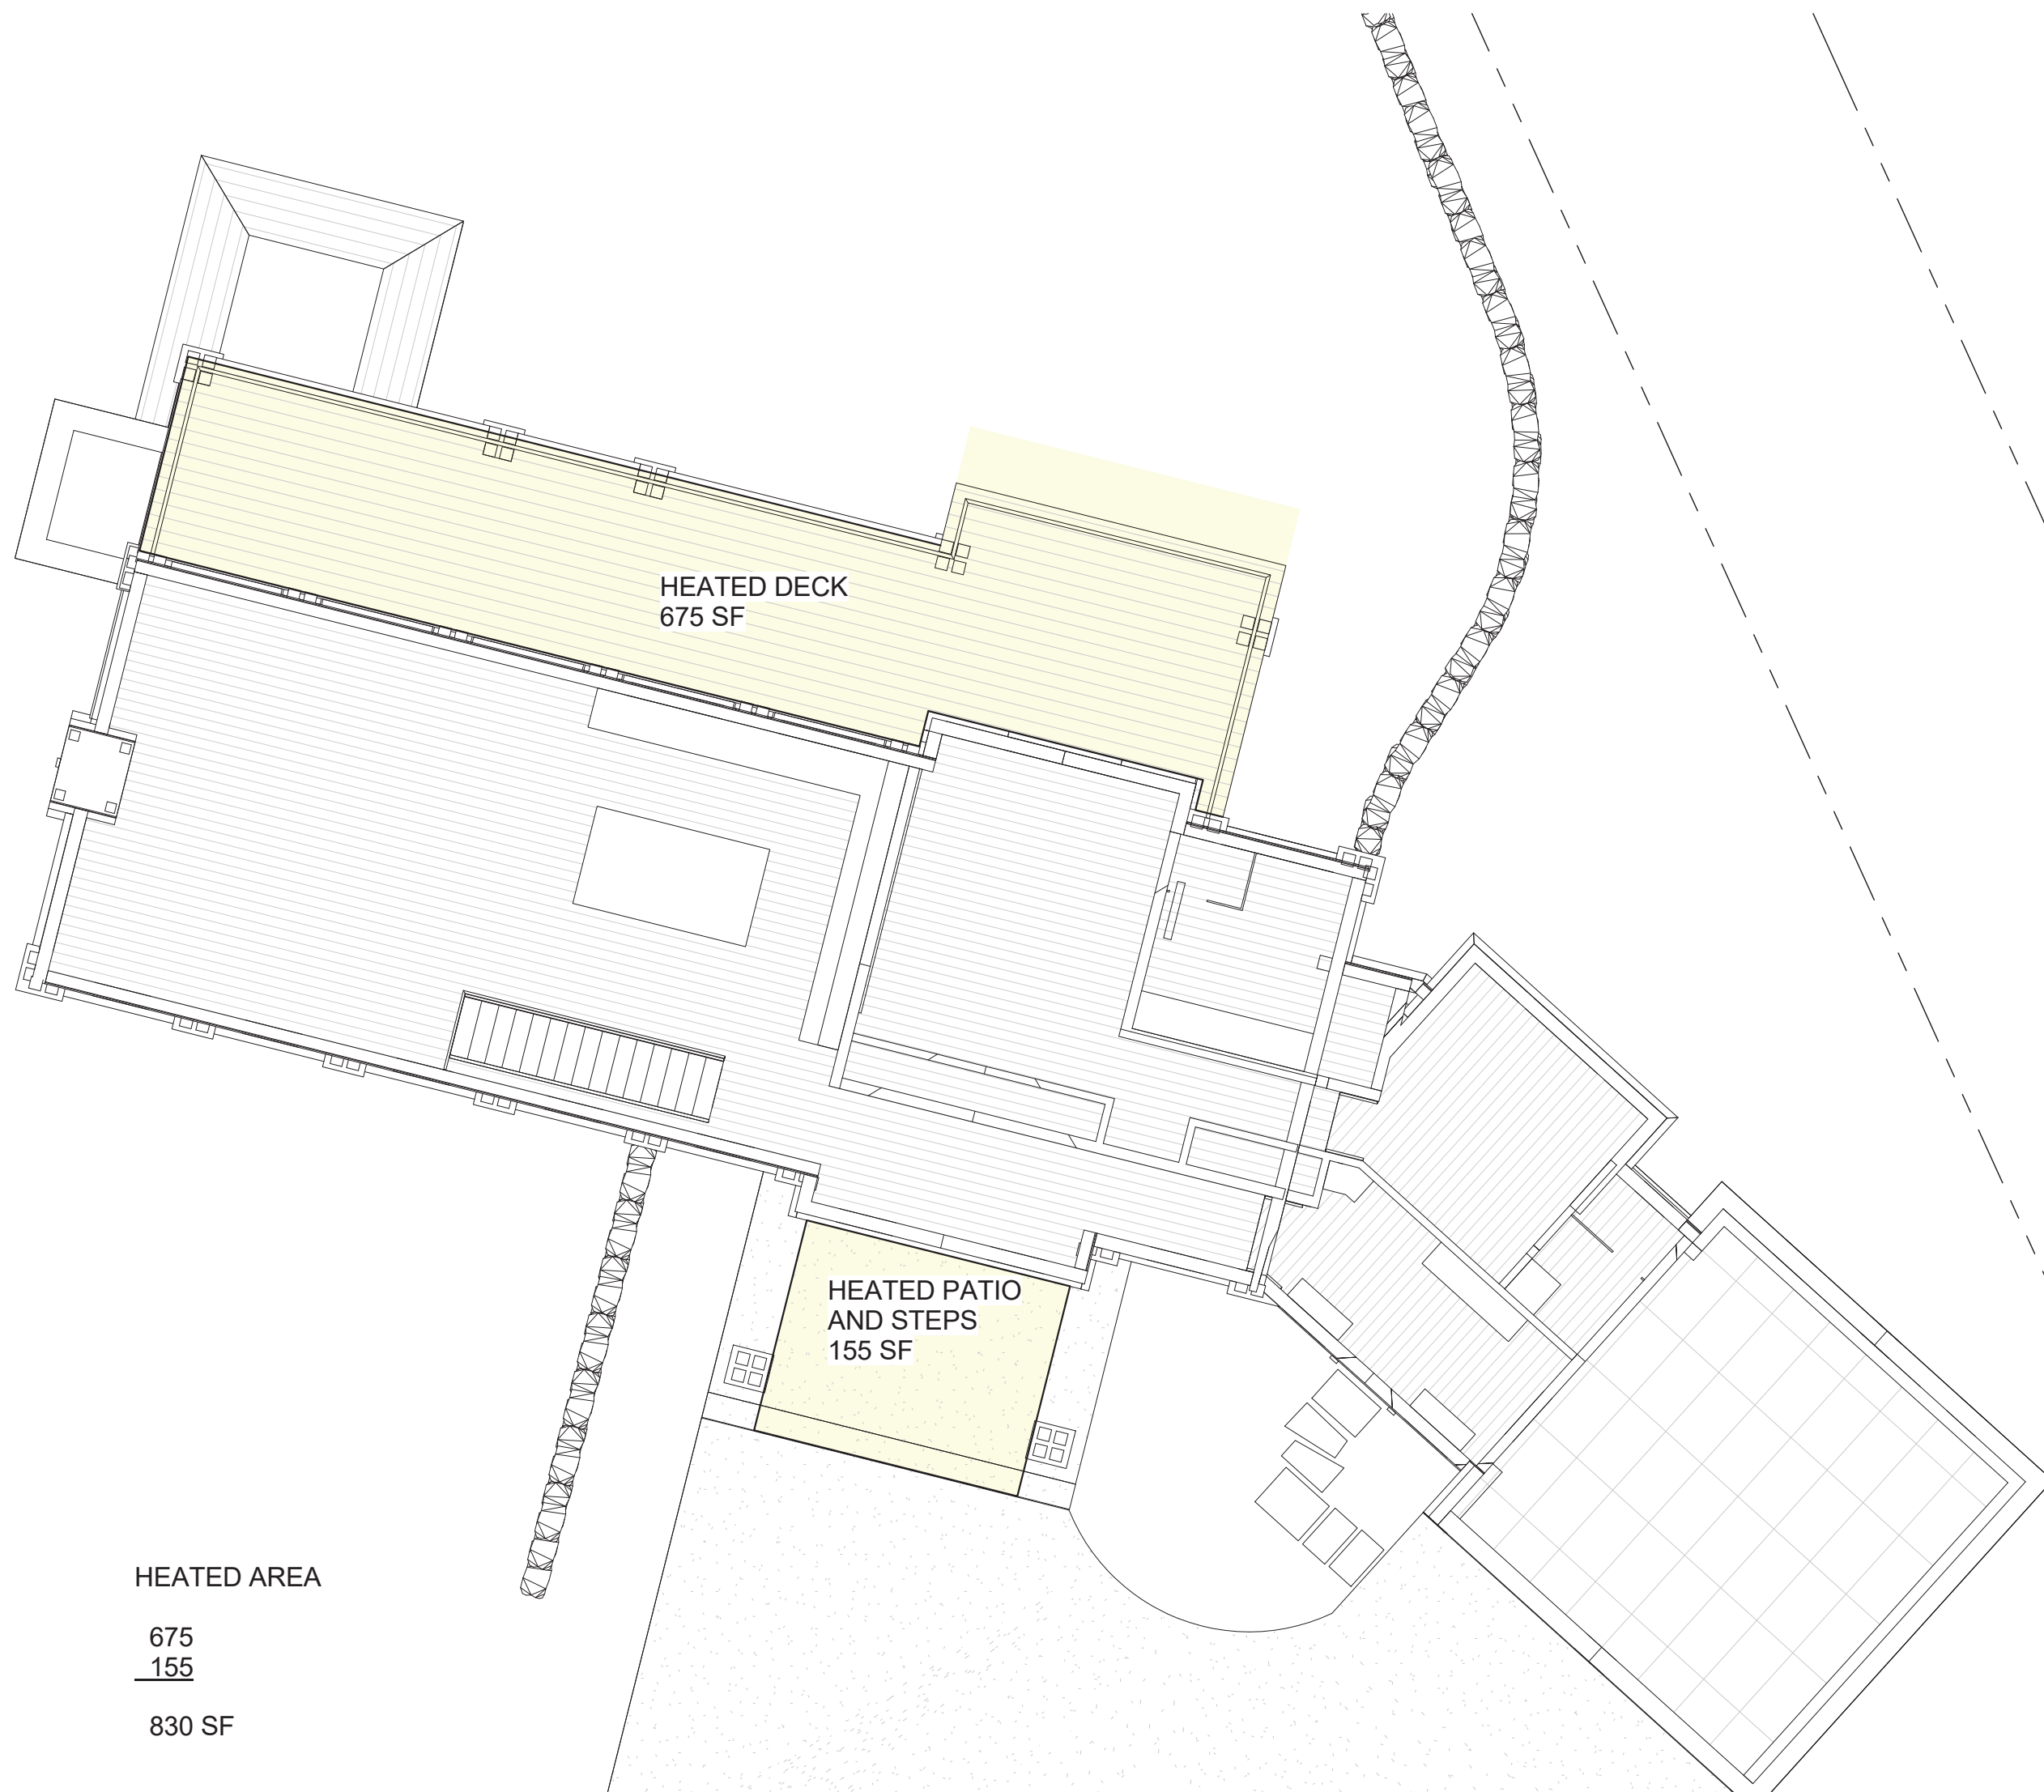 HEATED DECK
675 SF
HEATED PATIO
AND STEPS
155 SF
HEATED AREA
675
155
830 SF